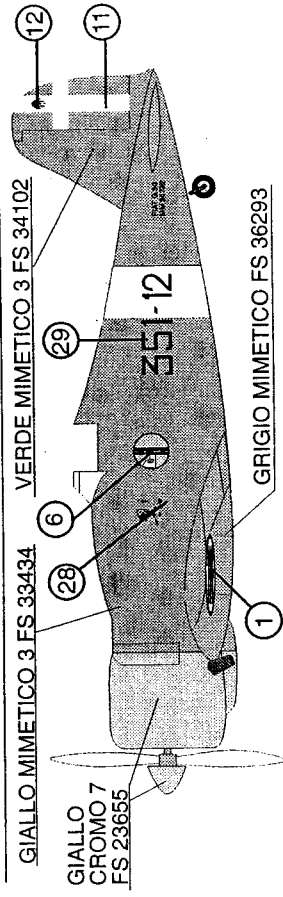 12
GIALLO MIMETICO 3 FS 33434
VERDE MIMETICO 3 FS 34102
11
29
6
28
GIALLO
CROMO 7
FS 23655
351-12
1
GRIGIO MIMETICO FS 36293